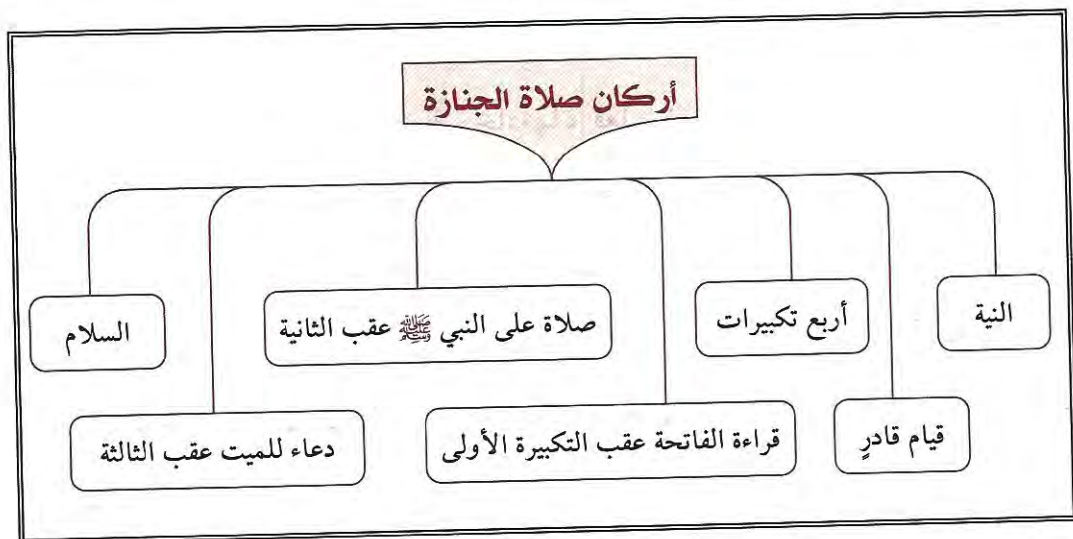 أركان صلاة الجنازة
النية
قيام قادرٍ
أربع تكبيرات
قراءة الفاتحة عقب التكبيرة الأولى
صلاة على النبي ﷺ عقب الثانية
دعاء للميت عقب الثالثة
السلام